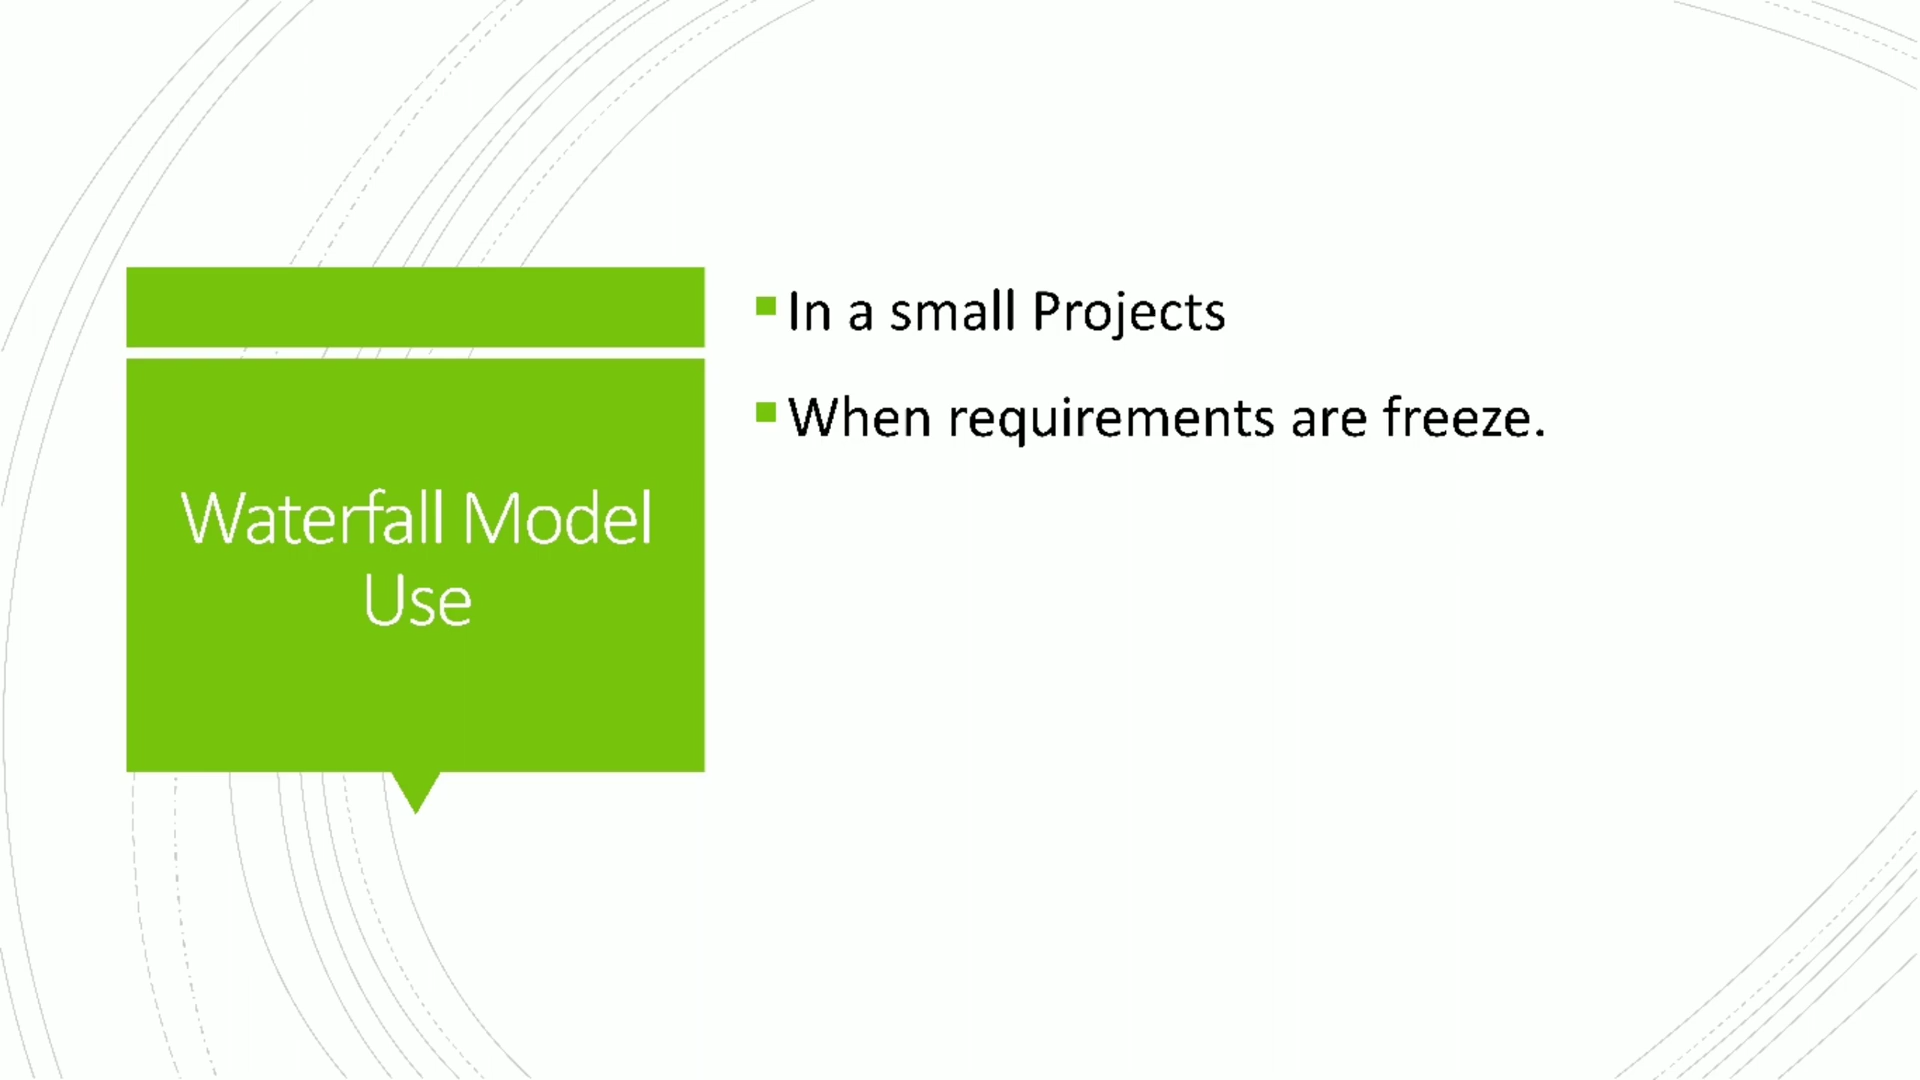 Waterfall Model
Use
In a small Projects
When requirements are freeze.